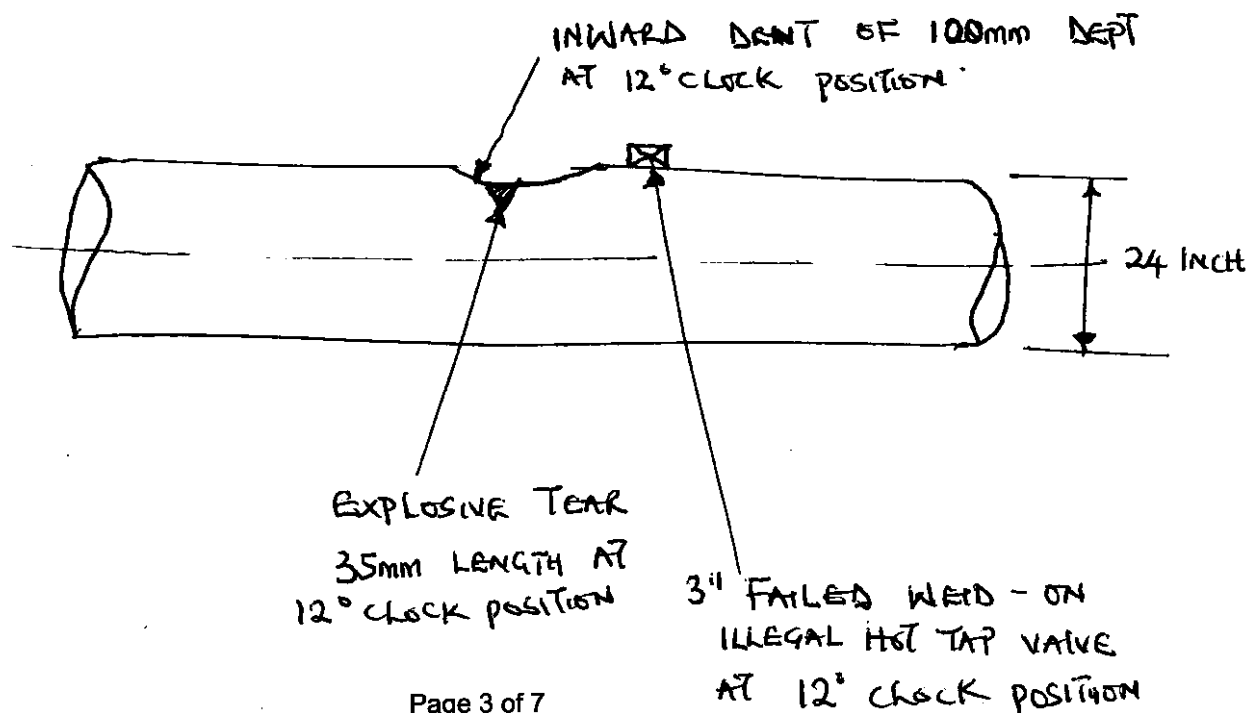 INWARD DENT OF 100mm DEPT
AT 12° CLOCK POSITION
24 INCH
EXPLOSIVE TEAR
35mm LENGTH AT
12° CLOCK POSITION
3" FAILED WELD-ON
ILLEGAL HOT TAP VALVE
AT 12° CLOCK POSITION
Page 3 of 7